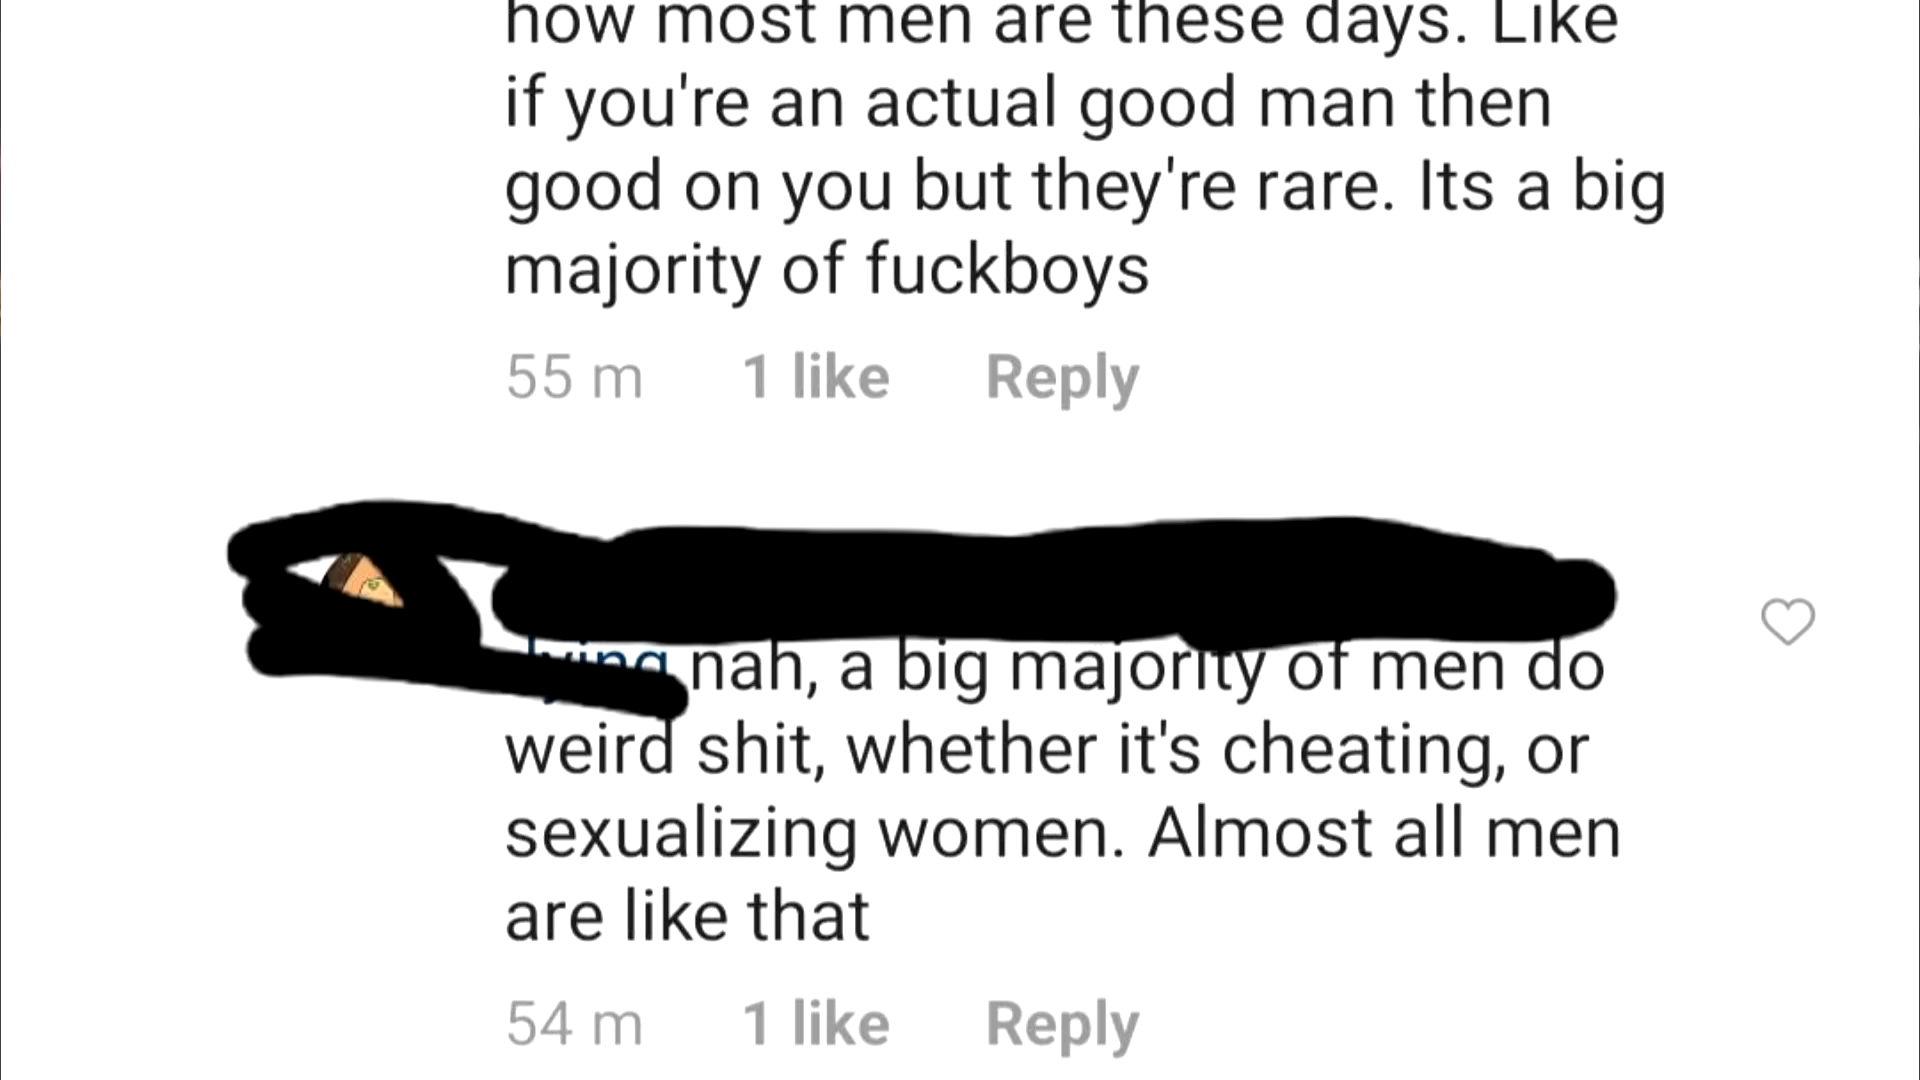 how most men are these days. Like
if you're an actual good man then
good on you but they're rare. Its a big
majority of fuckboys
55 m 1 like Reply
lying nah, a big majority of men do
weird shit, whether it's cheating, or
sexualizing women. Almost all men
are like that
54 m 1 like Reply